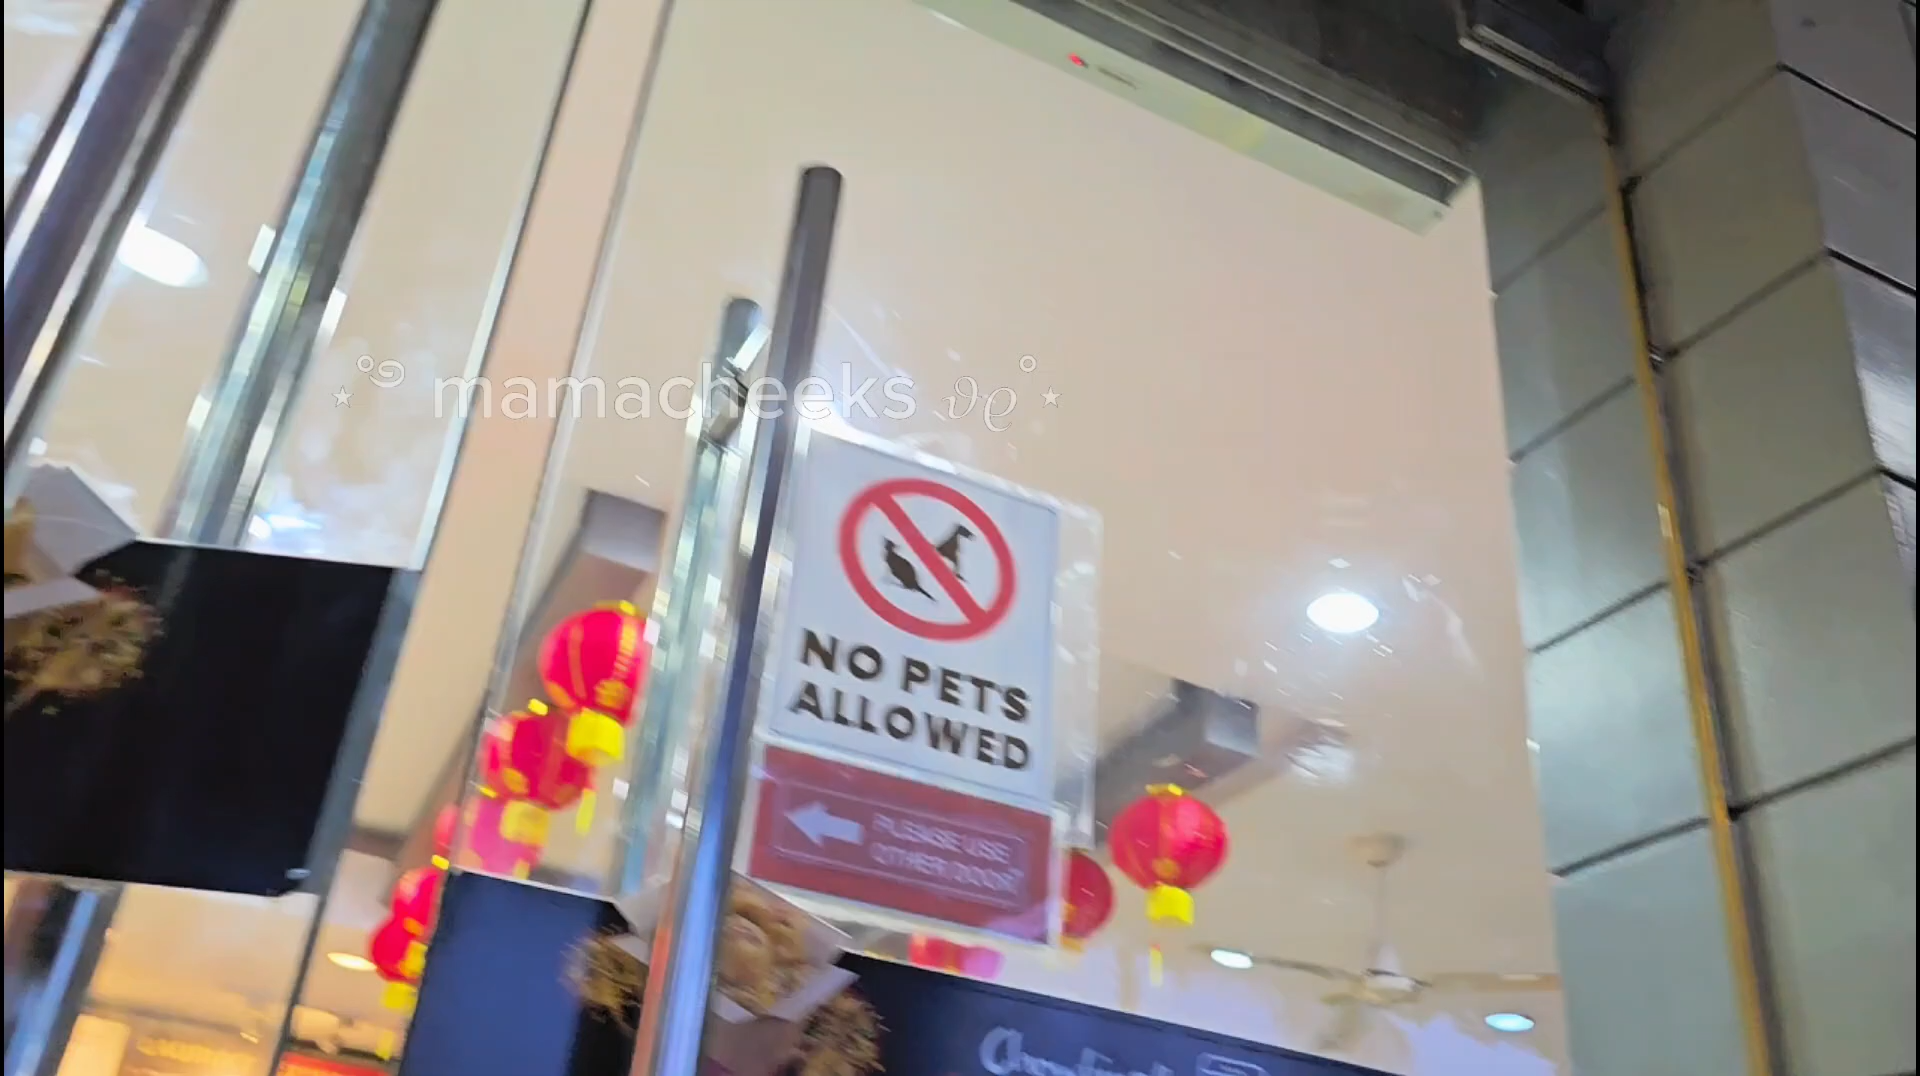 mamacheeks
NO PETS
ALLOWED
PLEASE USE
OTHER DOOR